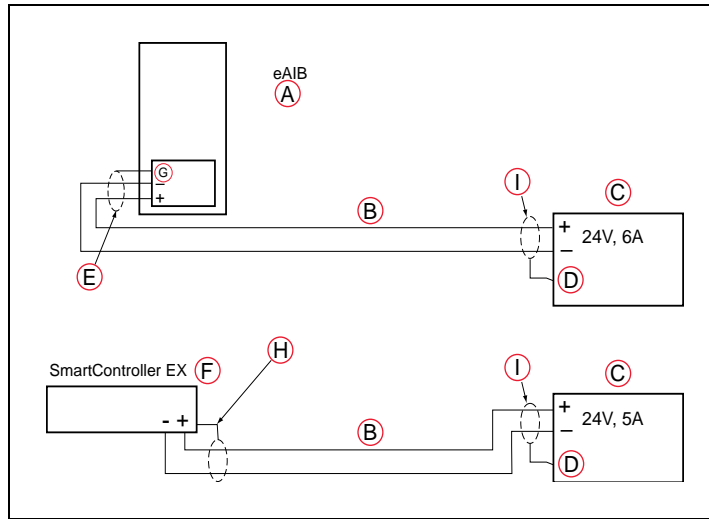 eAIB
A
G
–
+
B
I
C
+
–
24V, 6A
D
E
SmartController EX F
H
- +
B
I
C
+
–
24V, 5A
D